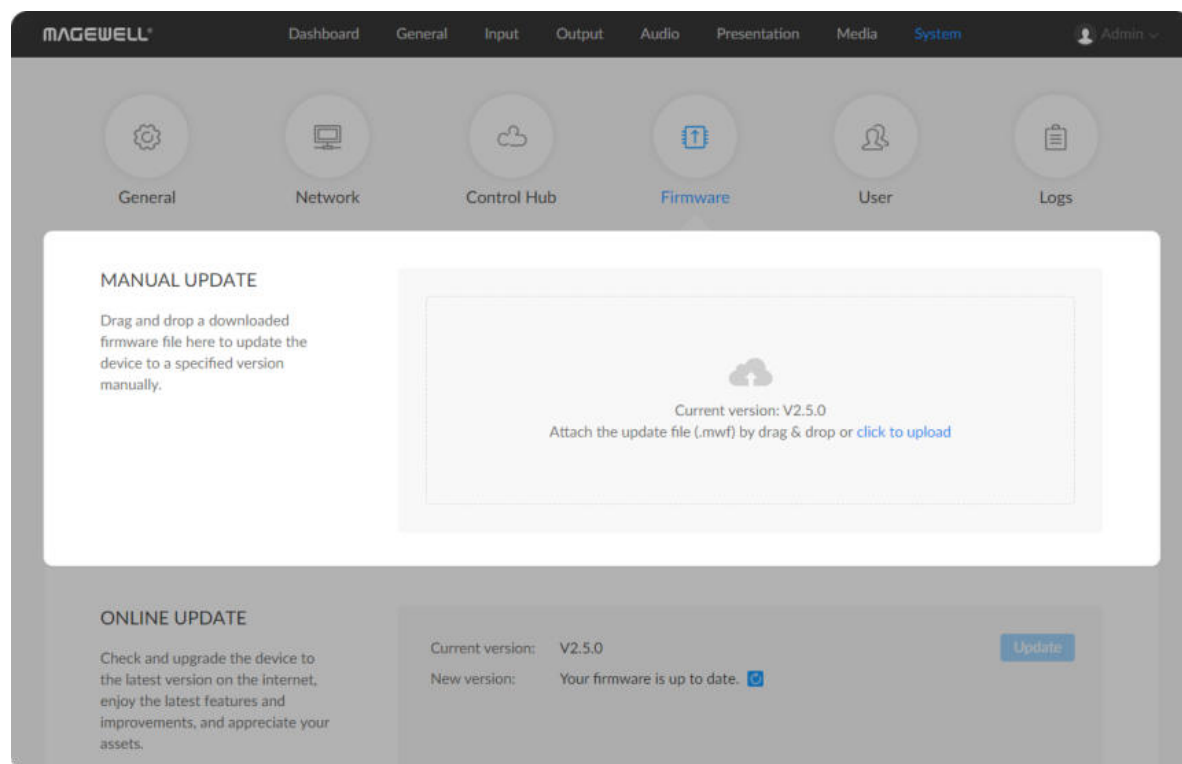 MAGEWELL® Dashboard General Input Output Audio Presentation Media System Admin
General Network Control Hub Firmware User Logs
MANUAL UPDATE
Drag and drop a downloaded
firmware file here to update the
device to a specified version
manually.
Current version: V2.5.0
Attach the update file (.mwf) by drag & drop or click to upload
ONLINE UPDATE
Check and upgrade the device to
the latest version on the internet,
enjoy the latest features and
improvements, and appreciate your
assets.
Current version: V2.5.0 Update
New version: Your firmware is up to date.